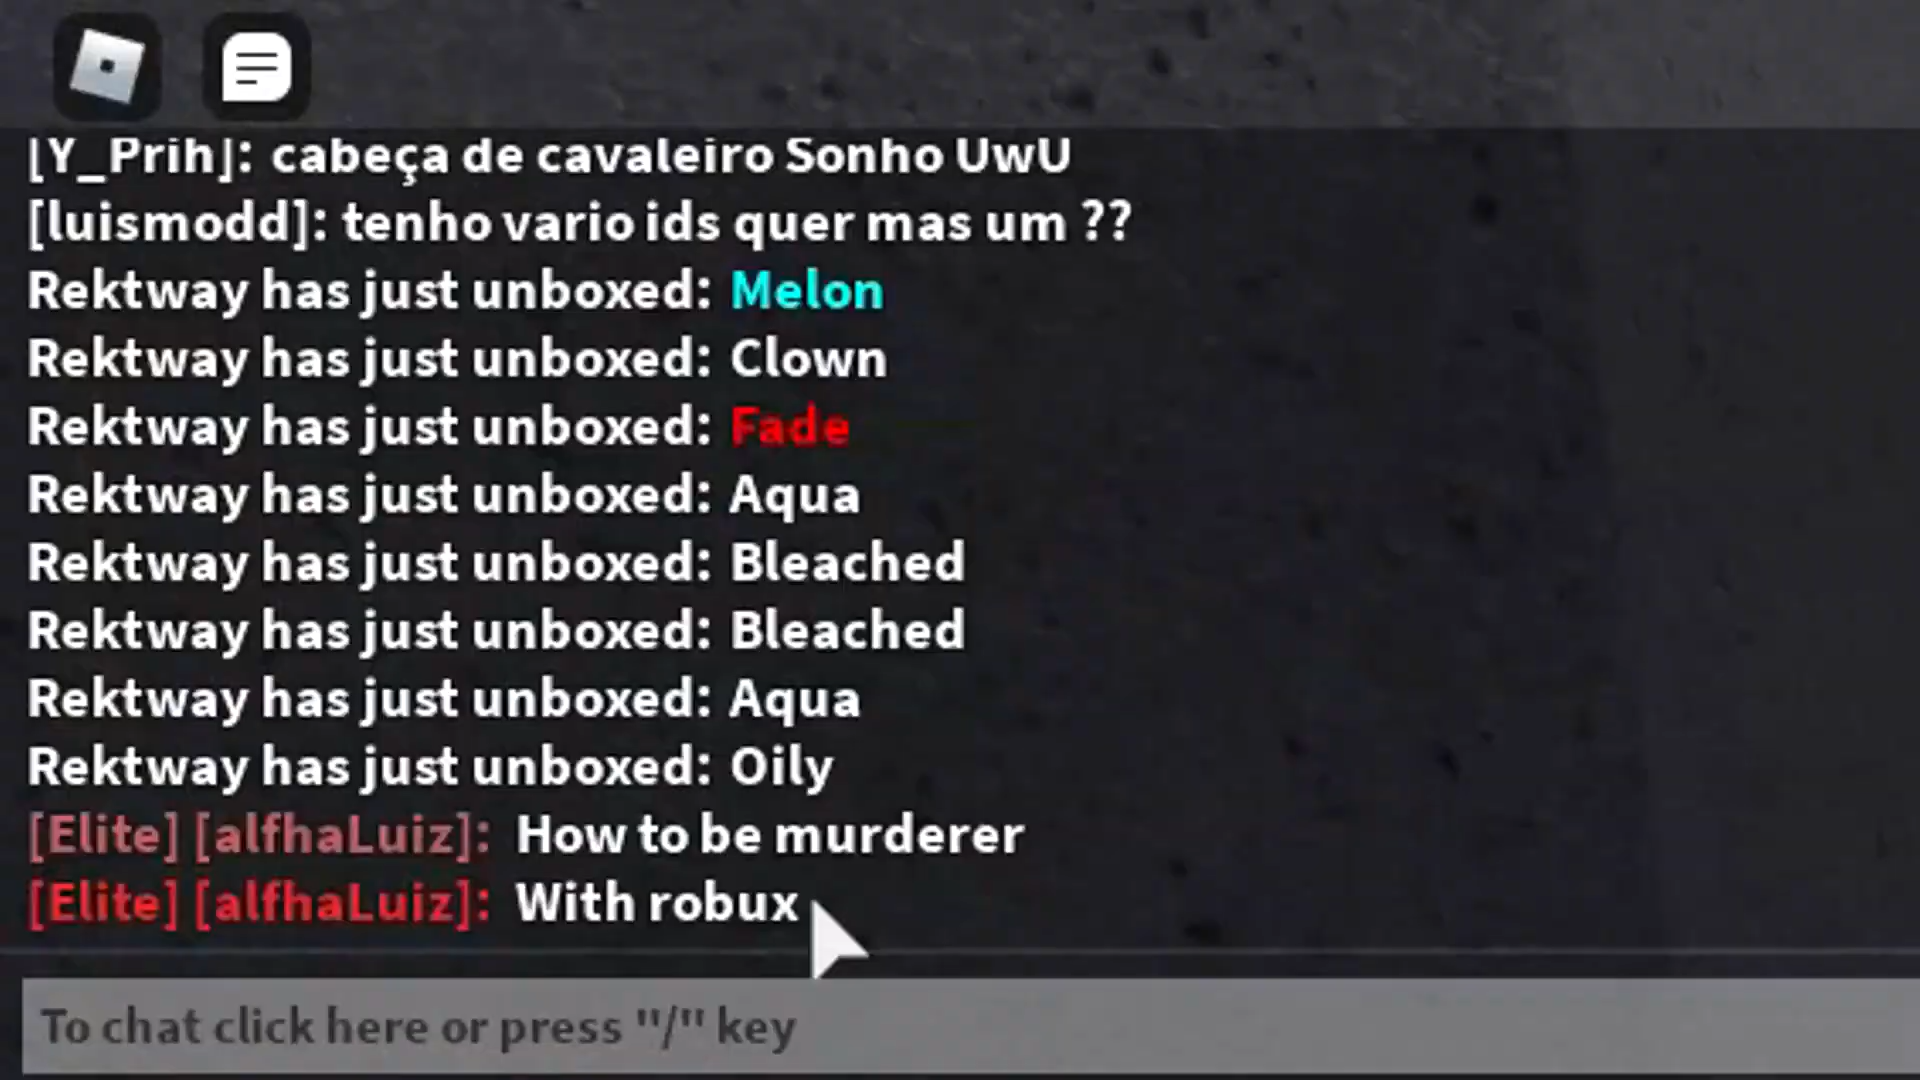 [Y_Prih]: cabeça de cavaleiro Sonho UwU
[luismodd]: tenho vario ids quer mas um ??
Rektway has just unboxed: Melon
Rektway has just unboxed: Clown
Rektway has just unboxed: Fade
Rektway has just unboxed: Aqua
Rektway has just unboxed: Bleached
Rektway has just unboxed: Bleached
Rektway has just unboxed: Aqua
Rektway has just unboxed: Oily
[Elite] [alfhaLuiz]: How to be murderer
[Elite] [alfhaLuiz]: With robux
To chat click here or press "/" key